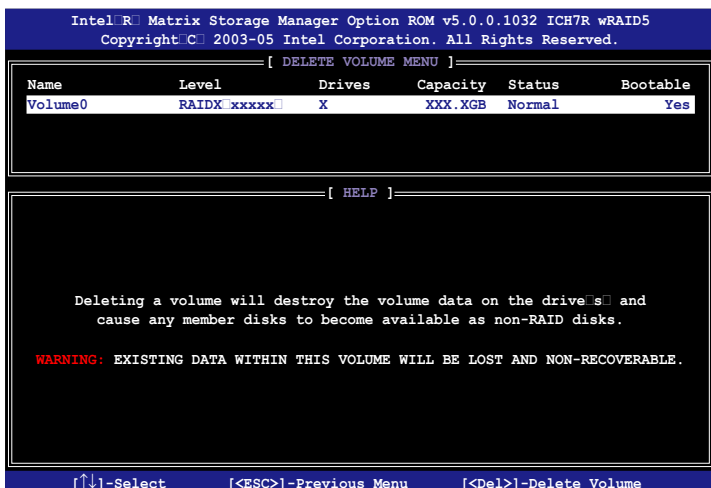 Intel□R□ Matrix Storage Manager Option ROM v5.0.0.1032 ICH7R wRAID5
Copyright□C□ 2003-05 Intel Corporation. All Rights Reserved.
[ DELETE VOLUME MENU ]
Name Level Drives Capacity Status Bootable
Volume0 RAIDX□xxxxx□ X XXX.XGB Normal Yes
[ HELP ]
Deleting a volume will destroy the volume data on the drive□s□ and
cause any member disks to become available as non-RAID disks.
WARNING: EXISTING DATA WITHIN THIS VOLUME WILL BE LOST AND NON-RECOVERABLE.
[↑↓]-Select [<ESC>]-Previous Menu [<Del>]-Delete Volume